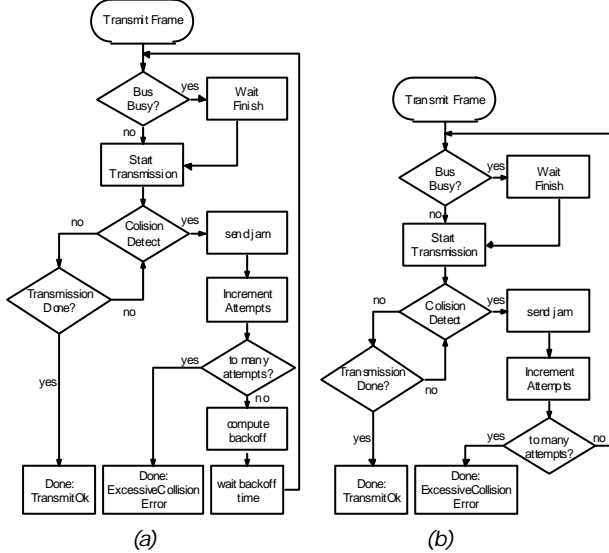 Transmit Frame
Bus
Busy?
yes
Wait
Finish
no
Start
Transmission
no
Colision
Detect
yes
send jam
Transmission
Done?
no
Increment
Attempts
yes
yes
to many
attempts?
no
compute
backoff
Done:
TransmitOk
Done:
ExcessiveCollision
Error
wait backoff
time
(a)
Transmit Frame
Bus
Busy?
yes
Wait
Finish
no
Start
Transmission
no
Colision
Detect
yes
send jam
Transmission
Done?
no
Increment
Attempts
yes
yes
to many
attempts?
no
Done:
TransmitOk
Done:
ExcessiveCollision
Error
(b)